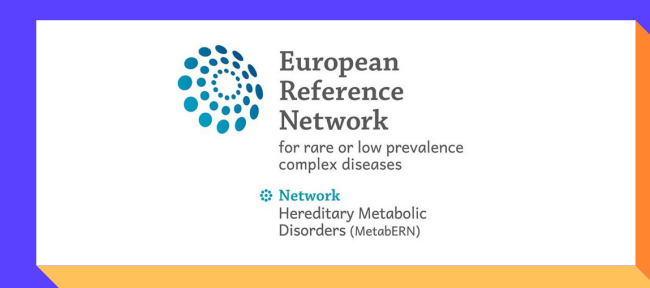 European
Reference
Network
for rare or low prevalence
complex diseases
Network
Hereditary Metabolic
Disorders (MetabERN)